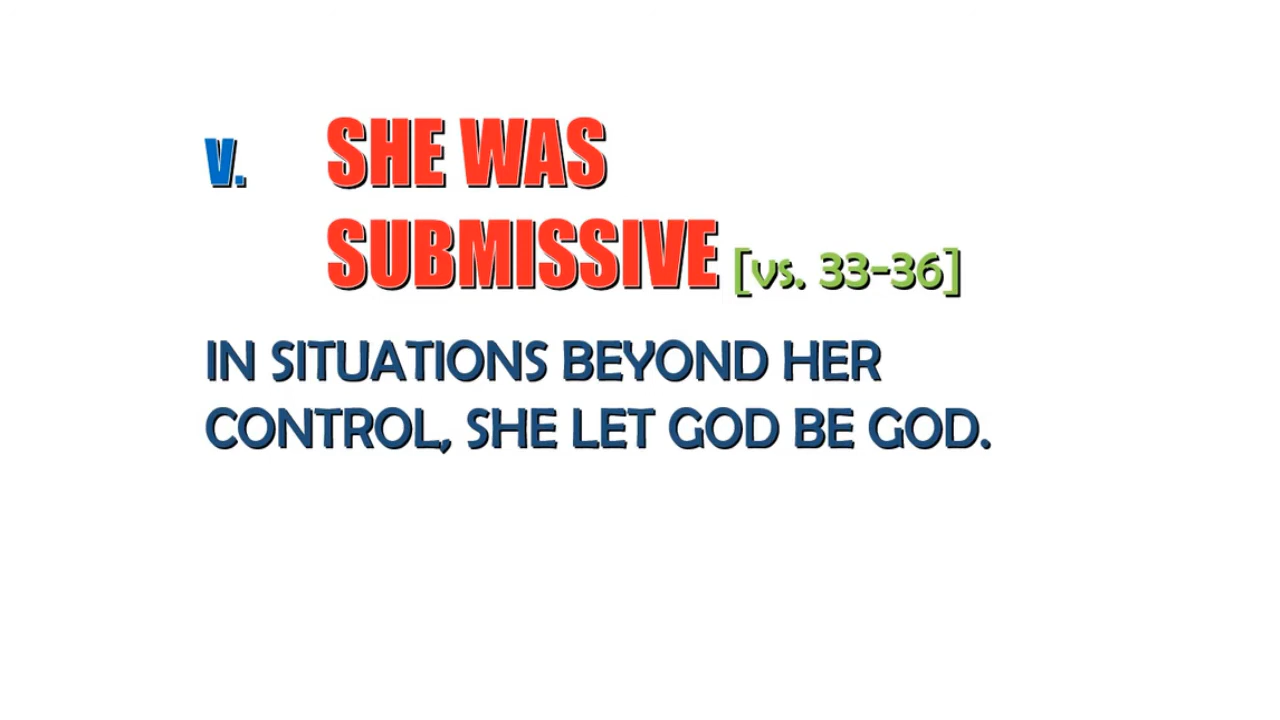 V. SHE WAS
SUBMISSIVE [vs. 33-36]
IN SITUATIONS BEYOND HER
CONTROL, SHE LET GOD BE GOD.